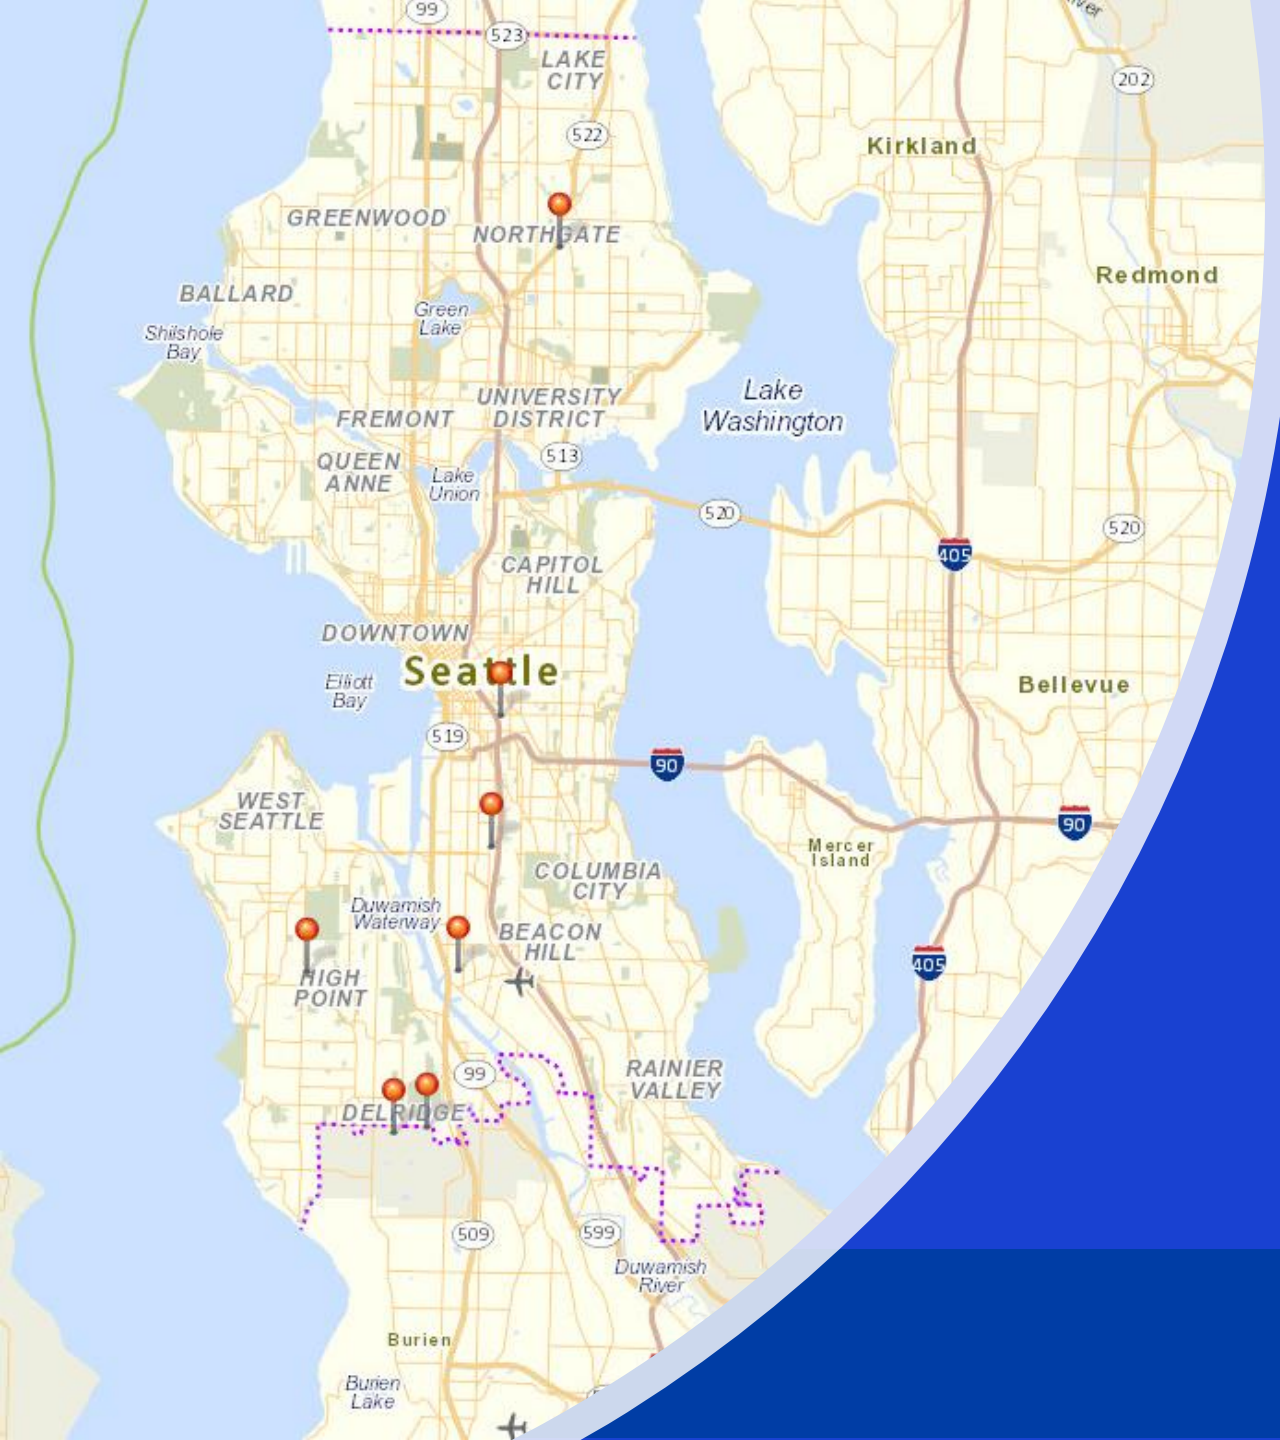 99
523
LAKE
CITY
202
522
Kirkland
GREENWOOD
NORTHGATE
Redmond
BALLARD
Green
Lake
Shilshole
Bay
Lake
Washington
UNIVERSITY
DISTRICT
FREMONT
513
QUEEN
ANNE
Lake
Union
520
520
405
CAPITOL
HILL
DOWNTOWN
Seattle
Elliott
Bay
Bellevue
519
90
WEST
SEATTLE
90
Mercer
Island
COLUMBIA
CITY
Duwamish
Waterway
BEACON
HILL
405
HIGH
POINT
99
RAINIER
VALLEY
DELRIDGE
509
599
Duwamish
River
Burien
Burien
Lake